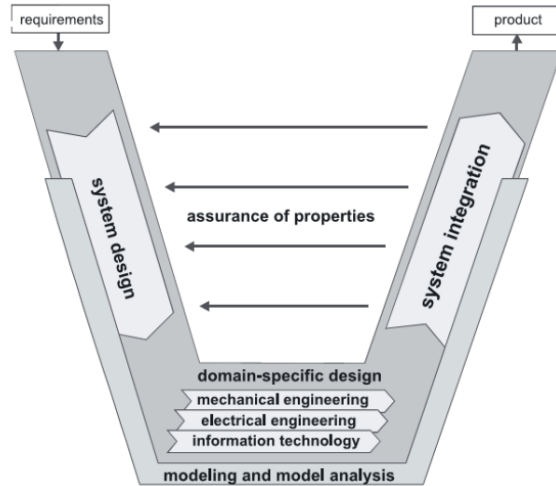 requirements
product
system design
system integration
assurance of properties
domain-specific design
mechanical engineering
electrical engineering
information technology
modeling and model analysis